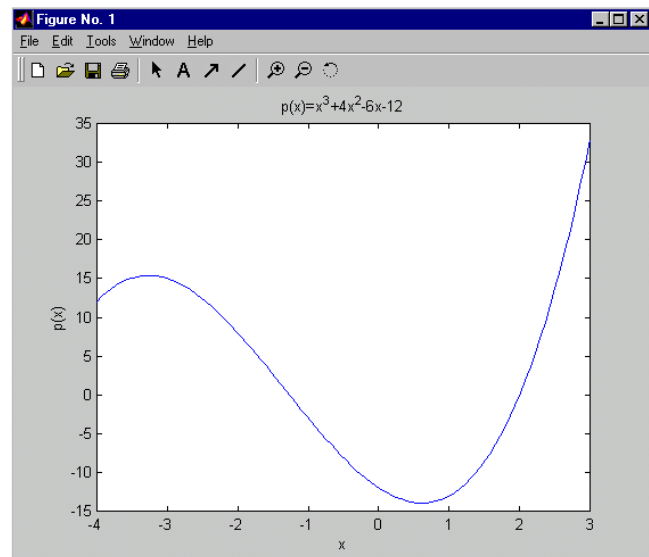 Figure No. 1
File Edit Tools Window Help
A
p(x)=x³+4x²-6x-12
35
30
25
20
15
10
5
0
-5
-10
-15
p(x)
-4 -3 -2 -1 0 1 2 3
x